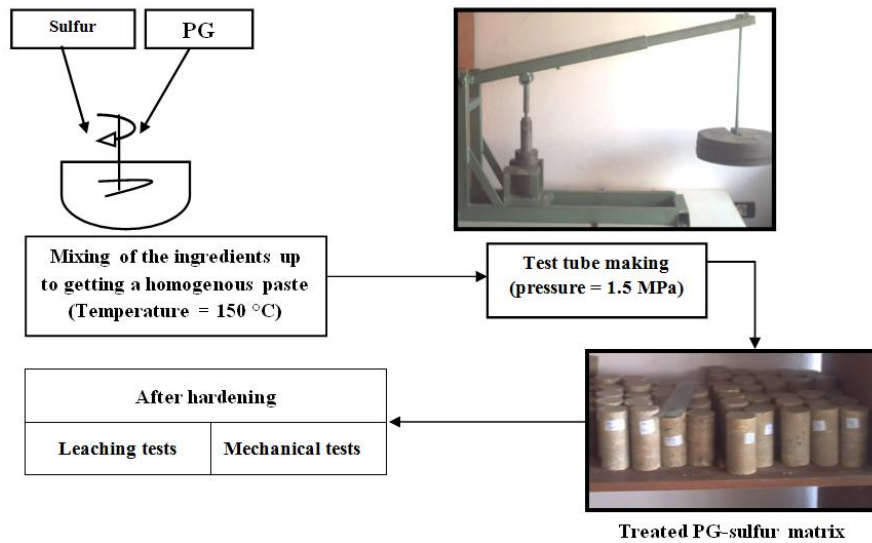 Sulfur
PG
Mixing of the ingredients up
to getting a homogenous paste
(Temperature = 150 °C)
Test tube making
(pressure = 1.5 MPa)
After hardening
Leaching tests
Mechanical tests
Treated PG-sulfur matrix